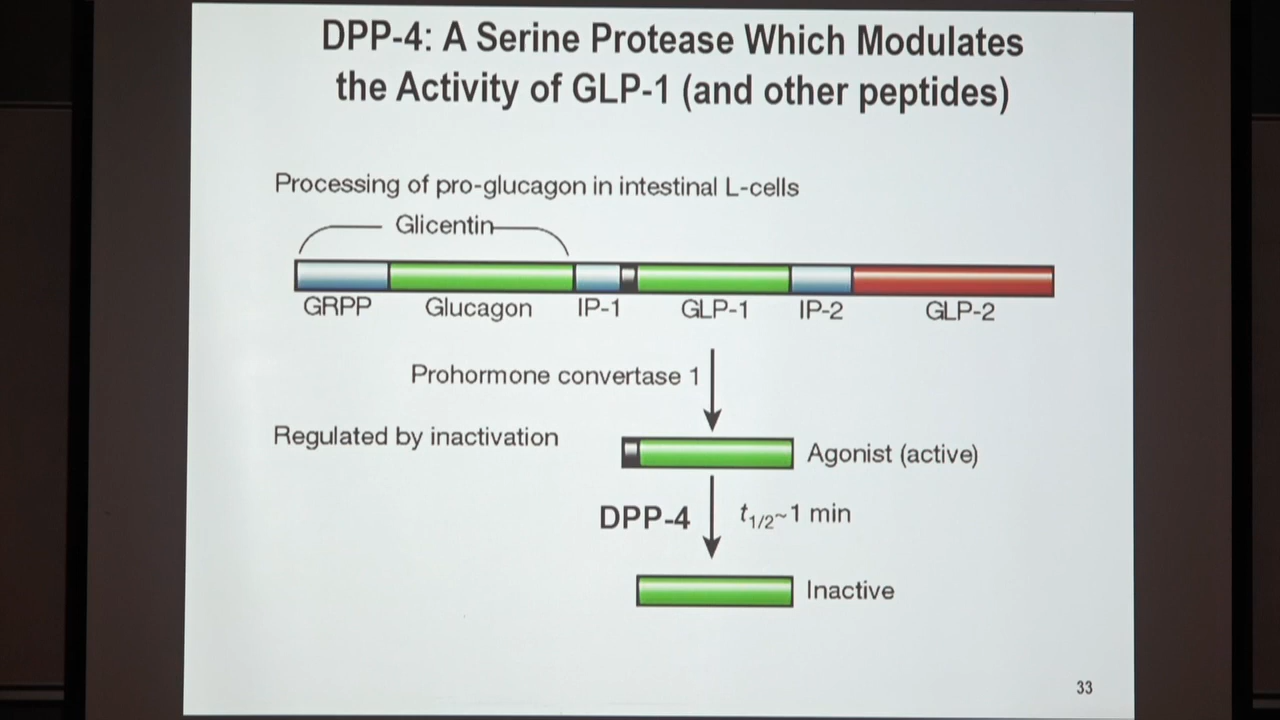 DPP-4: A Serine Protease Which Modulates
the Activity of GLP-1 (and other peptides)
Processing of pro-glucagon in intestinal L-cells
Glicentin
GRPP Glucagon IP-1 GLP-1 IP-2 GLP-2
Prohormone convertase 1
Regulated by inactivation
Agonist (active)
DPP-4 t1/2~1 min
Inactive
33